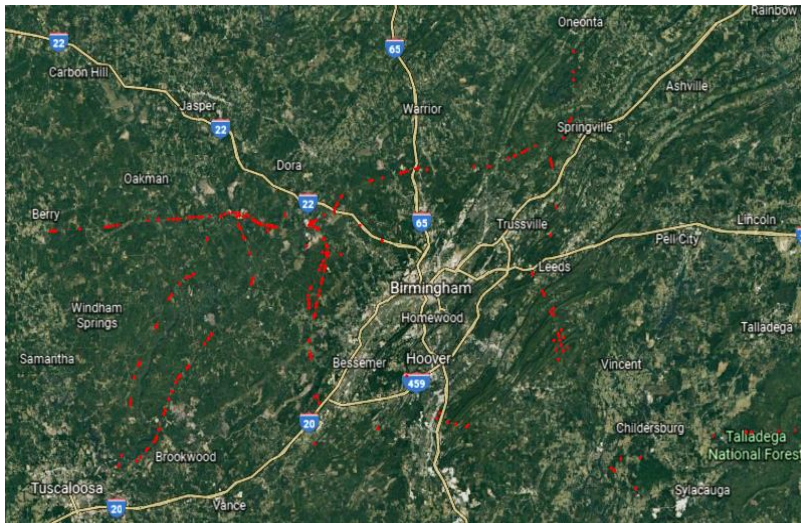 Oneonta
Rainbow
22
65
Carbon Hill
Ashville
Jasper
Warrior
22
Springville
Dora
Oakman
22
Berry
65
Trussville
Lincoln
Pell City
Leeds
Birmingham
Windham
Springs
Homewood
Talladega
Samantha
Bessemer
Hoover
Vincent
459
20
Childersburg
Talladega
National Forest
Brookwood
Tuscaloosa
Sylacauga
20
Vance